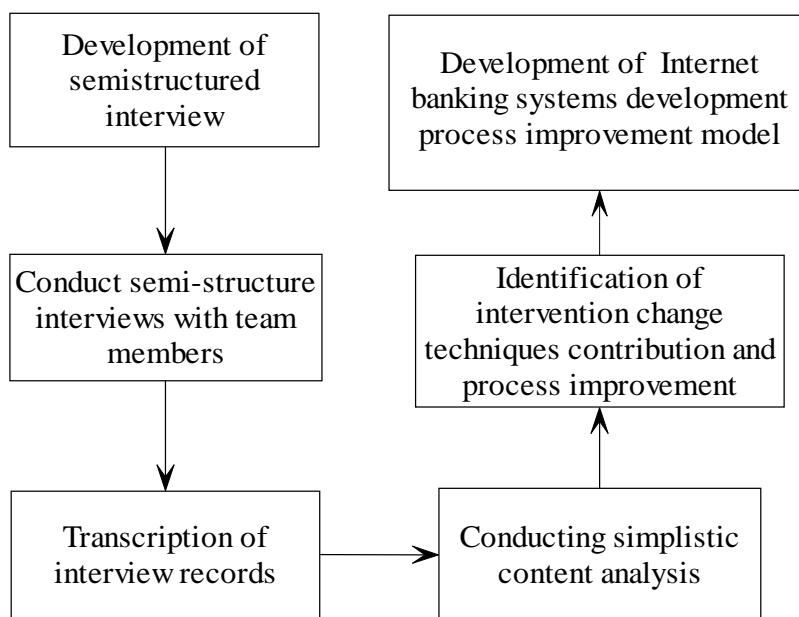 Development of
semistructured
interview
Conduct semi-structure
interviews with team
members
Transcription of
interview records
Conducting simplistic
content analysis
Identification of
intervention change
techniques contribution and
process improvement
Development of  Internet
banking systems development
process improvement model